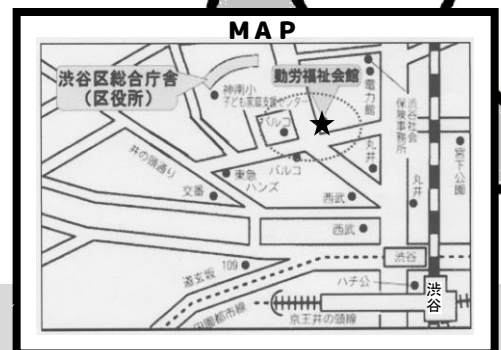 MAP
渋谷区総合庁舎
(区役所)
勤労福祉会館
神南小
子ども家庭支援センター
電力館
渋谷社会
保険事務所
パルコ
丸井
宮下公園
井の頭通り
東急
ハンズ
パルコ
丸井
交番
西武
西武
渋谷
109
道玄坂
ハチ公
渋谷
田園都市線
京王井の頭線